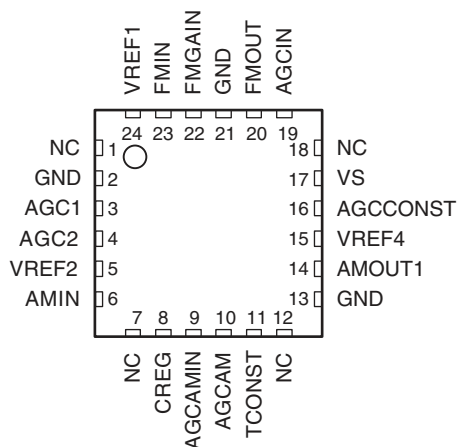 VREF1 FMIN FMGAIN GND FMOUT AGCIN
24 23 22 21 20 19
NC 1 18 NC
GND 2 17 VS
AGC1 3 16 AGCCONST
AGC2 4 15 VREF4
VREF2 5 14 AMOUT1
AMIN 6 13 GND
7 8 9 10 11 12
NC CREG AGCAMIN AGCAM TCONST NC